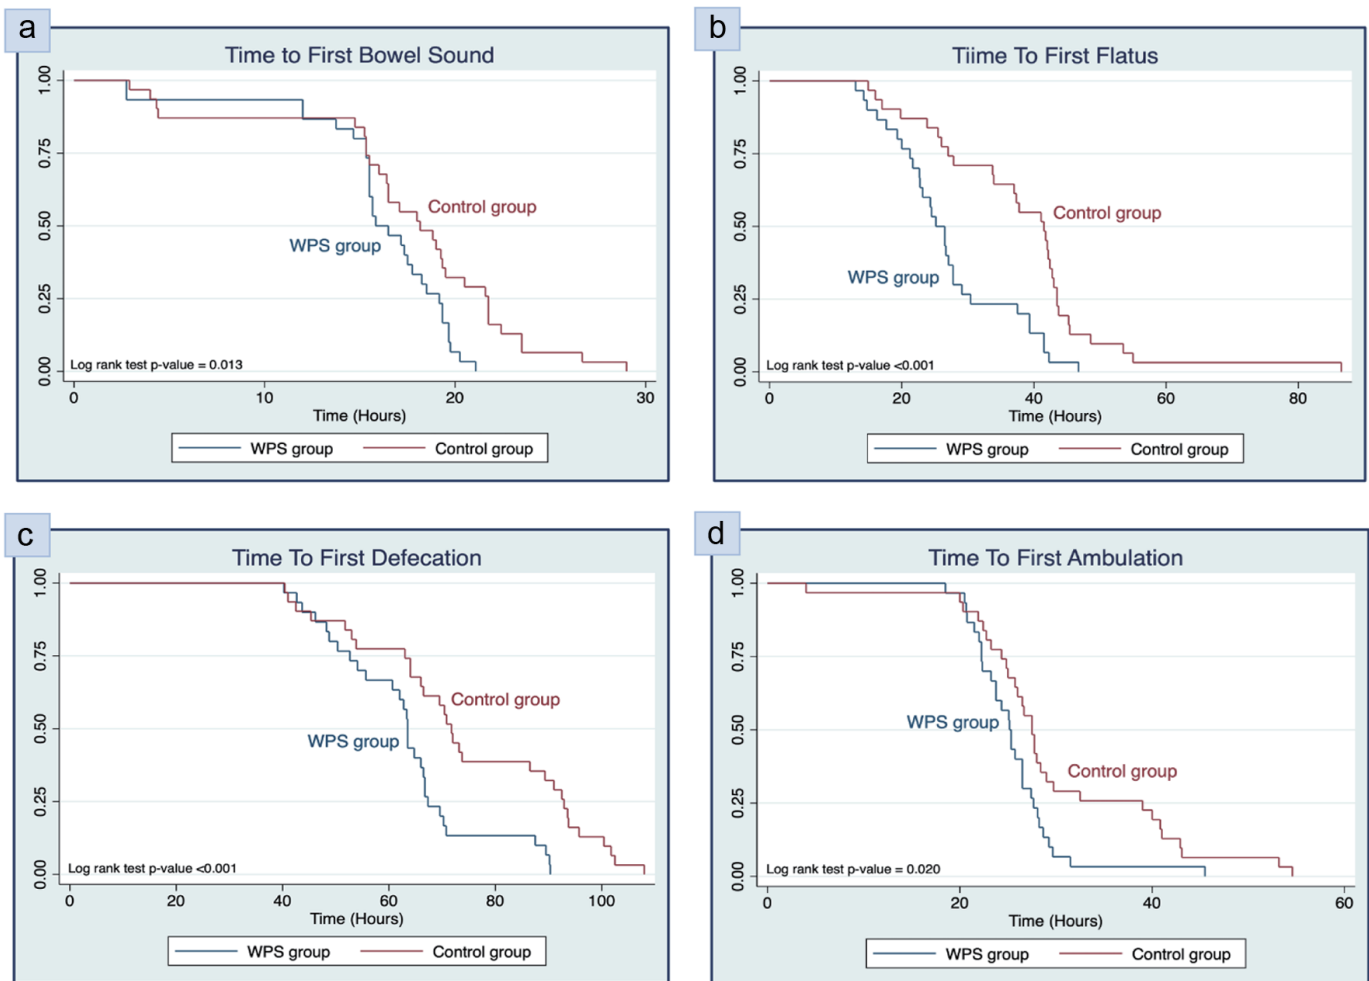 a
Time to First Bowel Sound
1.00
0.75
0.50
0.25
0.00
Control group
WPS group
Log rank test p-value = 0.013
0 10 20 30
Time (Hours)
WPS group Control group
b
Tiime To First Flatus
1.00
0.75
0.50
0.25
0.00
Control group
WPS group
Log rank test p-value <0.001
0 20 40 60 80
Time (Hours)
WPS group Control group
c
Time To First Defecation
1.00
0.75
0.50
0.25
0.00
Control group
WPS group
Log rank test p-value <0.001
0 20 40 60 80 100
Time (Hours)
WPS group Control group
d
Time To First Ambulation
1.00
0.75
0.50
0.25
0.00
WPS group
Control group
Log rank test p-value = 0.020
0 20 40 60
Time (Hours)
WPS group Control group